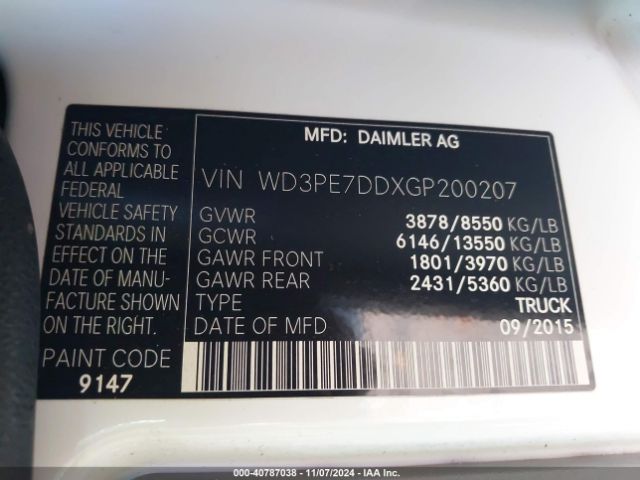 MFD: DAIMLER AG
THIS VEHICLE
CONFORMS TO
ALL APPLICABLE
FEDERAL
VEHICLE SAFETY
STANDARDS IN
EFFECT ON THE
DATE OF MANU-
FACTURE SHOWN
ON THE RIGHT.
PAINT CODE
9147
VIN WD3PE7DDXGP200207
GVWR 3878/8550 KG/LB
GCWR 6146/13550 KG/LB
GAWR FRONT 1801/3970 KG/LB
GAWR REAR 2431/5360 KG/LB
TYPE TRUCK
DATE OF MFD 09/2015
000-40787038 - 11/07/2024 - IAA Inc.